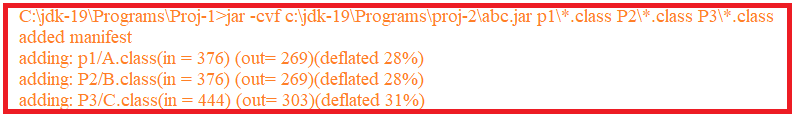 C:\jdk-19\Programs\Proj-1>jar -cvf c:\jdk-19\Programs\proj-2\abc.jar p1\*.class P2\*.class P3\*.class
added manifest
adding: p1/A.class(in = 376) (out= 269)(deflated 28%)
adding: P2/B.class(in = 376) (out= 269)(deflated 28%)
adding: P3/C.class(in = 444) (out= 303)(deflated 31%)